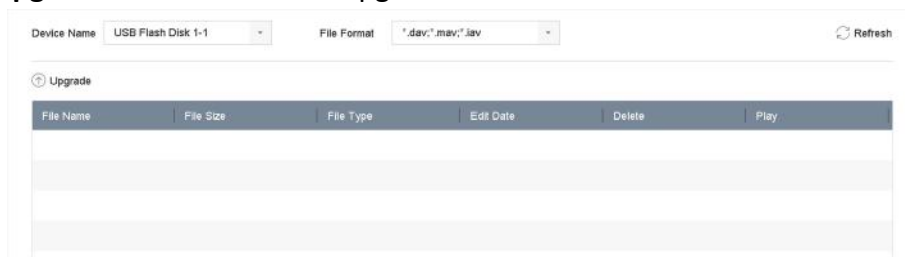 Device Name USB Flash Disk 1-1 File Format *.dav;*.mav;*.iav Refresh
Upgrade
File Name File Size File Type Edit Date Delete Play